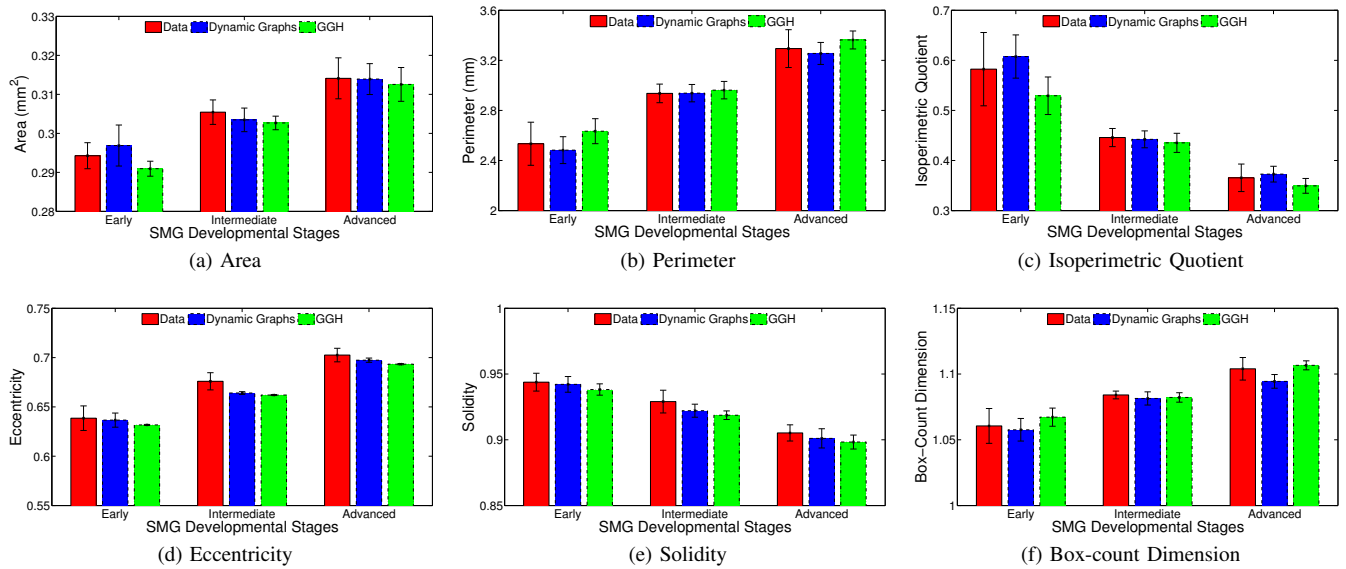 Data Dynamic Graphs GGH
0.33
0.32
0.31
0.3
0.29
0.28
Area (mm²)
Early Intermediate Advanced
SMG Developmental Stages
(a) Area
Data Dynamic Graphs GGH
3.6
3.2
2.8
2.4
2
Perimeter (mm)
Early Intermediate Advanced
SMG Developmental Stages
(b) Perimeter
Data Dynamic Graphs GGH
0.7
0.6
0.5
0.4
0.3
Isoperimetric Quotient
Early Intermediate Advanced
SMG Developmental Stages
(c) Isoperimetric Quotient
Data Dynamic Graphs GGH
0.75
0.7
0.65
0.6
0.55
Eccentricity
Early Intermediate Advanced
SMG Developmental Stages
(d) Eccentricity
Data Dynamic Graphs GGH
1
0.95
0.9
0.85
Solidity
Early Intermediate Advanced
SMG Developmental Stages
(e) Solidity
Data Dynamic Graphs GGH
1.15
1.1
1.05
1
Box−Count Dimension
Early Intermediate Advanced
SMG Developmental Stages
(f) Box-count Dimension